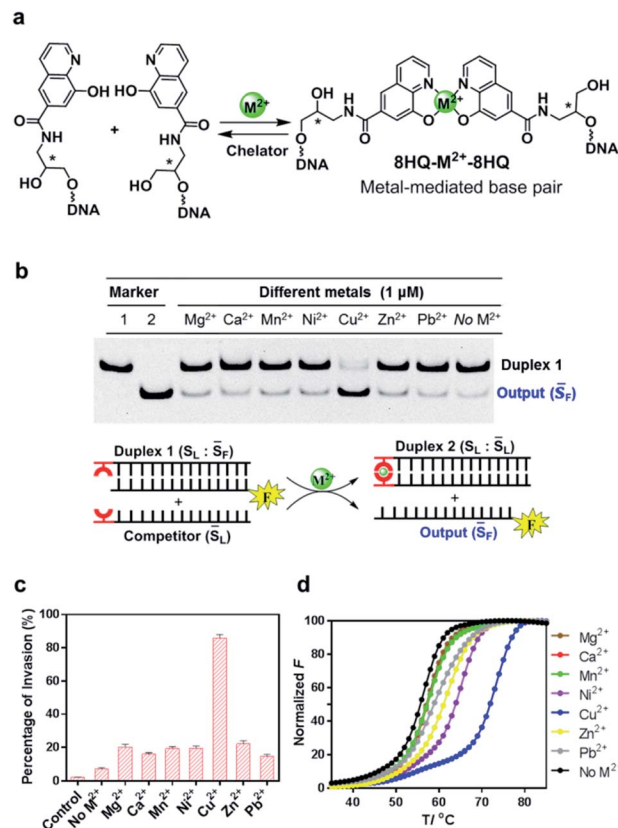 a
N
N
OH
HO
M²⁺
O
NH
+
HN
O
Chelator
OH
H
N
O
N
N
M²⁺
O
O
H
N
O
OH
*
*
HO
O
DNA
HO
O
DNA
O
DNA
O
DNA
*
*
8HQ-M²⁺-8HQ
Metal-mediated base pair
b
Marker Different metals (1 μM)
1 2 Mg²⁺ Ca²⁺ Mn²⁺ Ni²⁺ Cu²⁺ Zn²⁺ Pb²⁺ No M²⁺
Duplex 1
Output (S̄F)
Duplex 1 (SL : S̄F) Duplex 2 (SL : S̄L)
M²⁺
+ F +
Competitor (S̄L) Output (S̄F) F
c
Percentage of Invasion (%)
100
80
60
40
20
0
Control No M²⁺ Mg²⁺ Ca²⁺ Mn²⁺ Ni²⁺ Cu²⁺ Zn²⁺ Pb²⁺
d
Normalized F
100
80
60
40
20
0
40 50 60 70 80
T/ °C
Mg²⁺
Ca²⁺
Mn²⁺
Ni²⁺
Cu²⁺
Zn²⁺
Pb²⁺
No M²